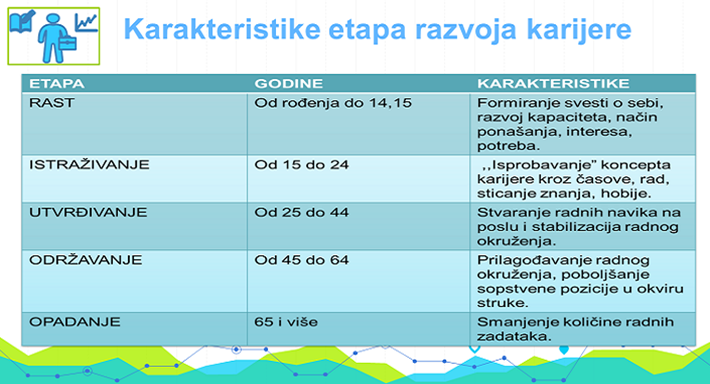 Karakteristike etapa razvoja karijere
ETAPA GODINE KARAKTERISTIKE
RAST Od rođenja do 14,15 Formiranje svesti o sebi,
razvoj kapaciteta, način
ponašanja, interesa,
potreba.
ISTRAŽIVANJE Od 15 do 24 ,,Isprobavanje” koncepta
karijere kroz časove, rad,
sticanje znanja, hobije.
UTVRĐIVANJE Od 25 do 44 Stvaranje radnih navika na
poslu i stabilizacija radnog
okruženja.
ODRŽAVANJE Od 45 do 64 Prilagođavanje radnog
okruženja, poboljšanje
sopstvene pozicije u okviru
struke.
OPADANJE 65 i više Smanjenje količine radnih
zadataka.